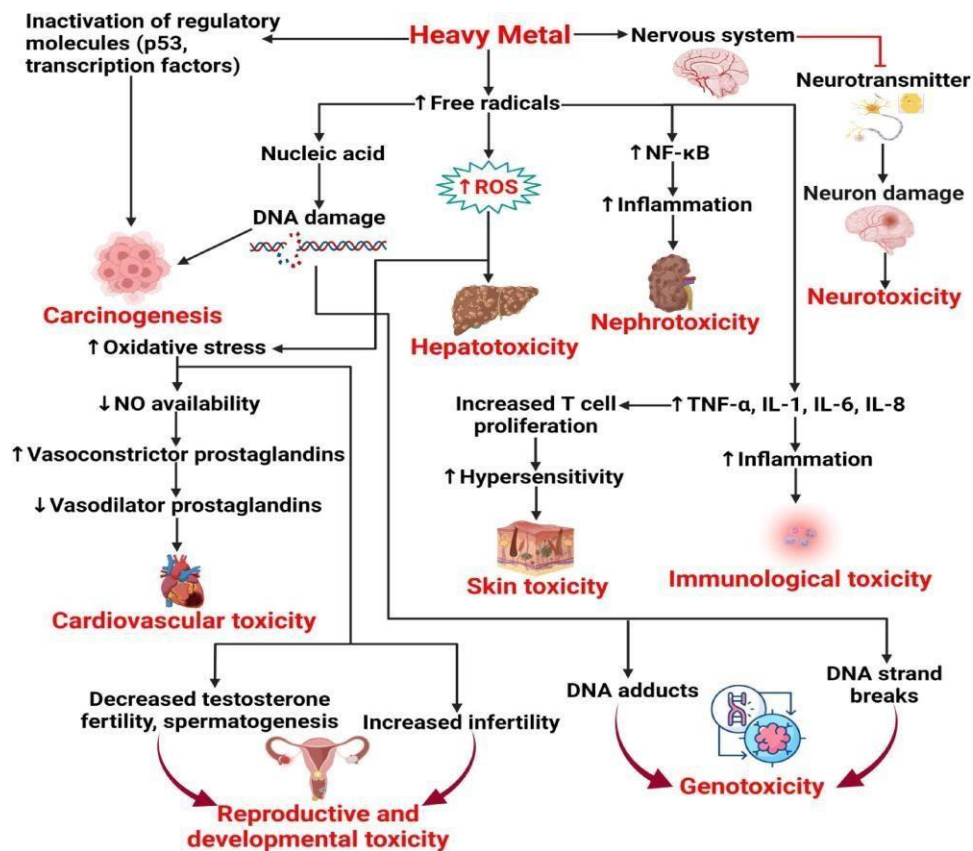 Inactivation of regulatory
molecules (p53,
transcription factors)
Heavy Metal
Nervous system
Neurotransmitter
↑Free radicals
Nucleic acid
↑ROS
↑NF-κB
DNA damage
↑Inflammation
Neuron damage
Carcinogenesis
Hepatotoxicity
Nephrotoxicity
Neurotoxicity
↑Oxidative stress
↓NO availability
↑Vasoconstrictor prostaglandins
↓Vasodilator prostaglandins
Cardiovascular toxicity
Increased T cell
proliferation
↑TNF-α, IL-1, IL-6, IL-8
↑Hypersensitivity
↑Inflammation
Skin toxicity
Immunological toxicity
Decreased testosterone
fertility, spermatogenesis
Increased infertility
DNA adducts
DNA strand
breaks
Reproductive and
developmental toxicity
Genotoxicity